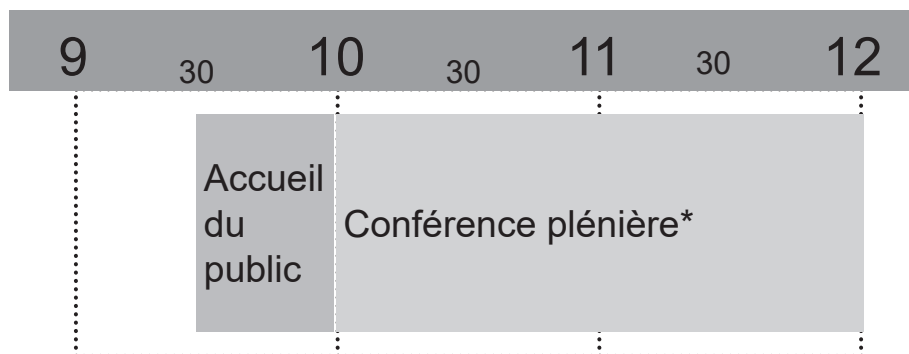 9 30 10 30 11 30 12
Accueil
du
public
Conférence plénière*